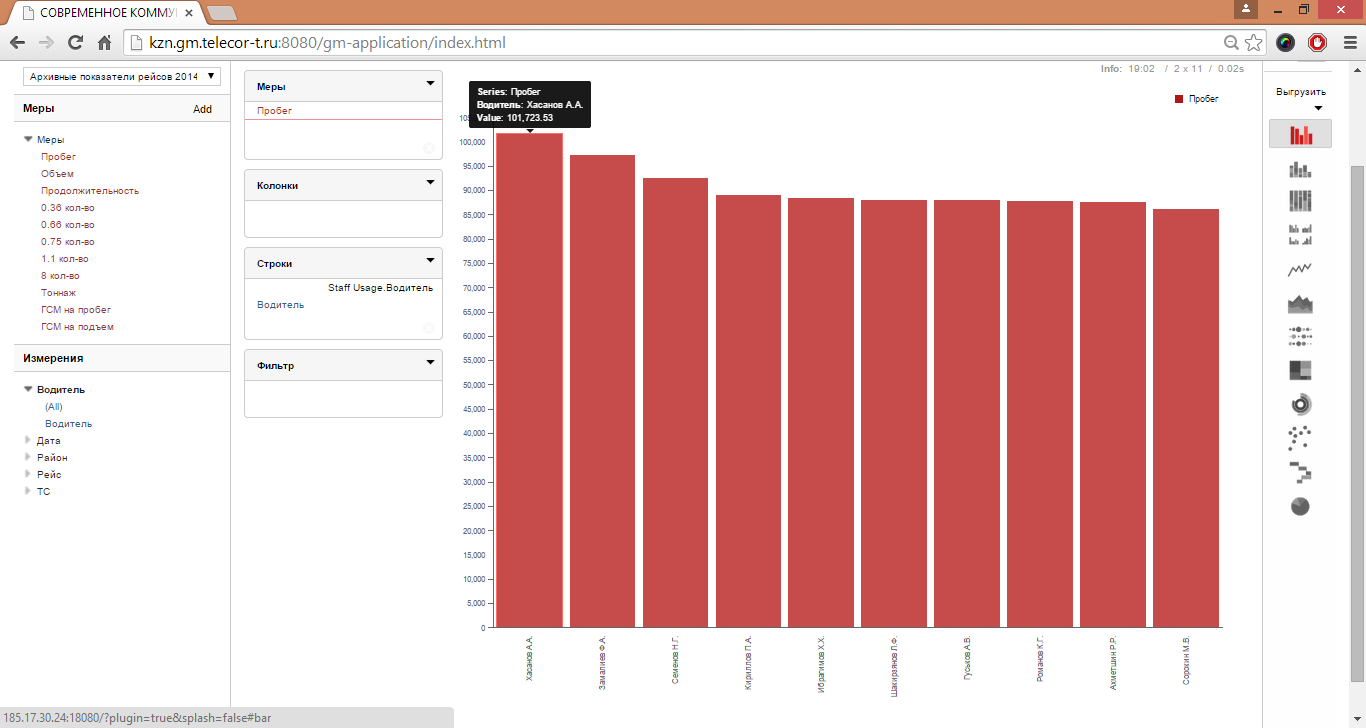 СОВРЕМЕННОЕ КОММУ
kzn.gm.telecor-t.ru:8080/gm-application/index.html
Архивные показатели рейсов 2014
Меры
Add
Меры
Пробег
Объем
Продолжительность
0.36 кол-во
0.66 кол-во
0.75 кол-во
1.1 кол-во
8 кол-во
Тоннаж
ГСМ на пробег
ГСМ на подъем
Измерения
Водитель
(All)
Водитель
Дата
Район
Рейс
ТС
Меры
Пробег
Колонки
Строки
Staff Usage.Водитель
Водитель
Фильтр
Info: 19:02 / 2 x 11 / 0.02s
Пробег
Series: Пробег
Водитель: Хасанов А.А.
Value: 101,723.53
100,000
95,000
90,000
85,000
80,000
75,000
70,000
65,000
60,000
55,000
50,000
45,000
40,000
35,000
30,000
25,000
20,000
15,000
10,000
5,000
0
Хасанов А.А.
Замалиев Ф.А.
Семенов Н.Г.
Кириллов П.А.
Ибрагимов Х.Х.
Шакирзянов Л.Ф.
Гуськов А.В.
Романов К.Г.
Ахметшин Р.Р.
Сорокин М.В.
Выгрузить
185.17.30.24:18080/?plugin=true&splash=false#bar